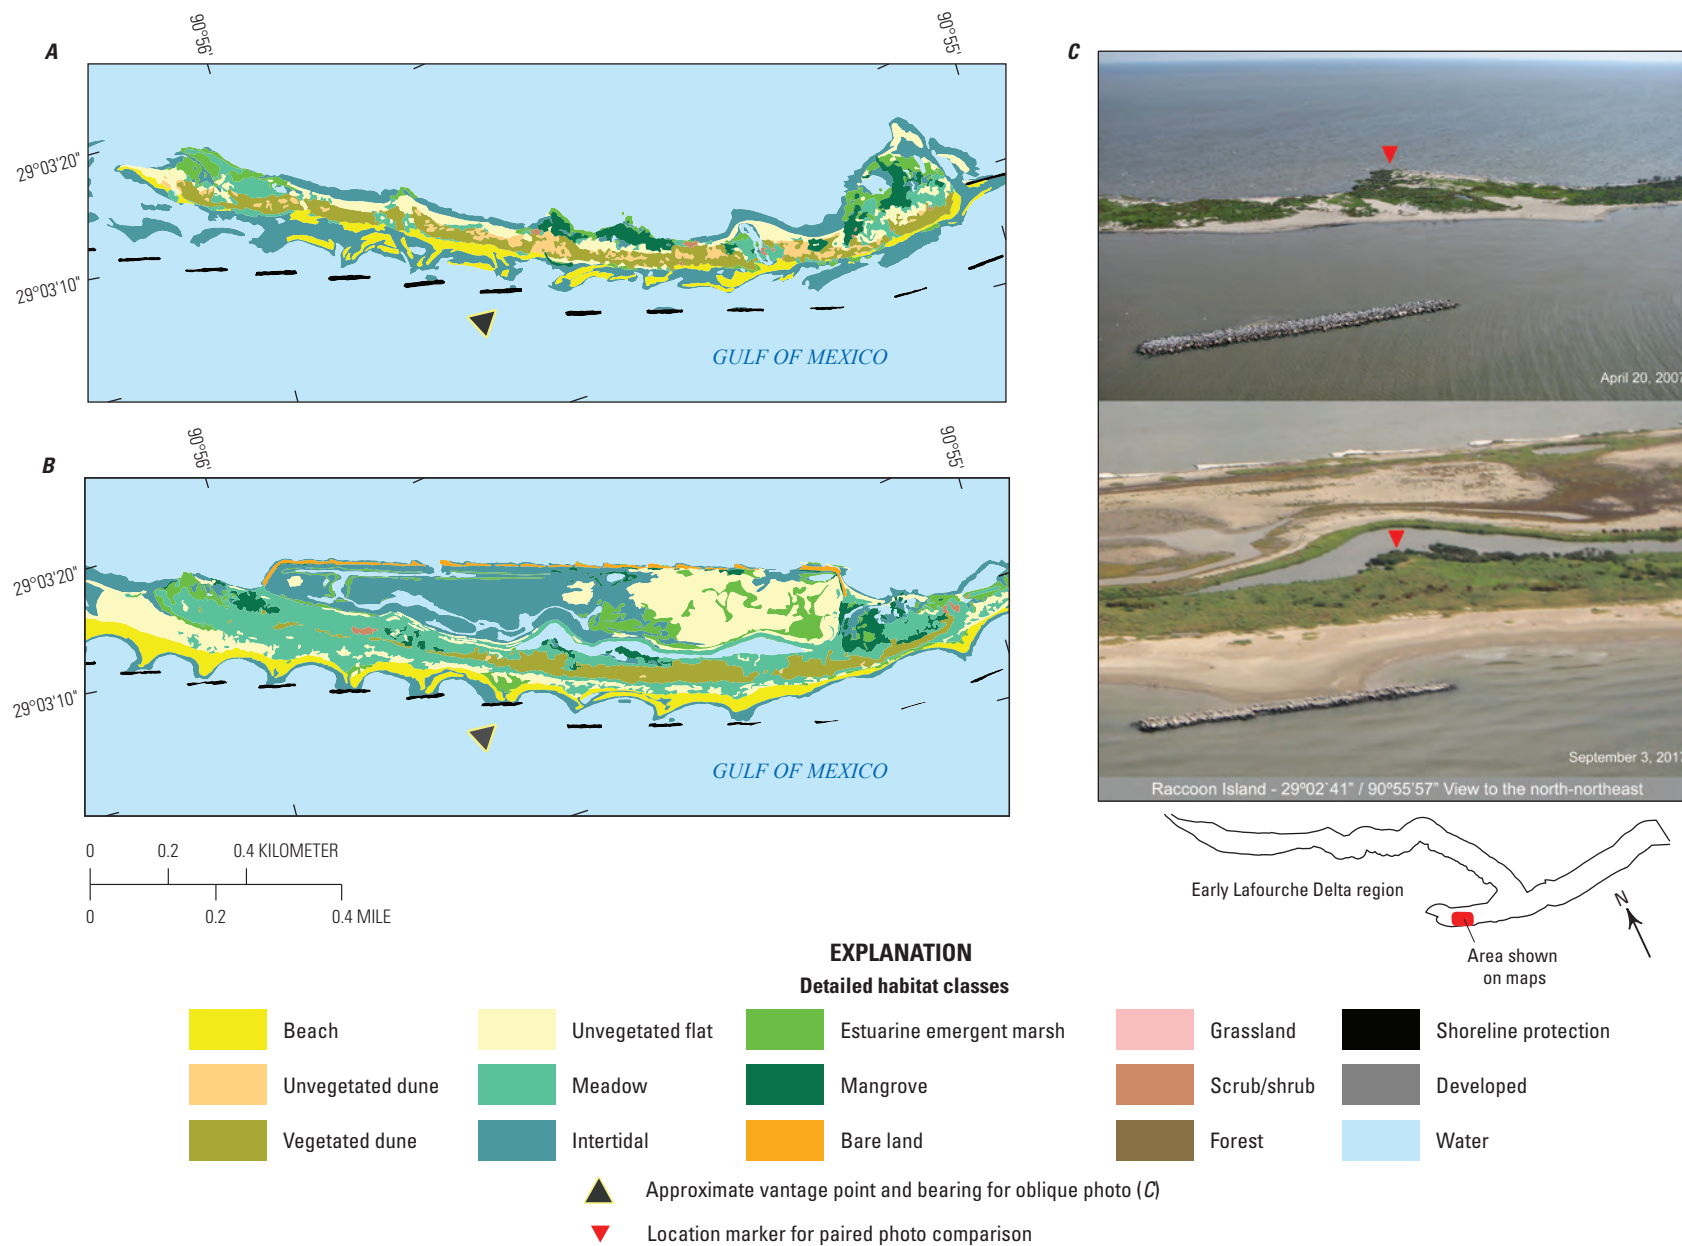 A
90°56'
90°55'
29°03'20"
29°03'10"
GULF OF MEXICO
B
90°56'
90°55'
29°03'20"
29°03'10"
GULF OF MEXICO
0 0.2 0.4 KILOMETER
0 0.2 0.4 MILE
C
April 20, 2007
September 3, 2017
Raccoon Island - 29º02`41” / 90º55’57” View to the north-northeast
Early Lafourche Delta region
N
Area shown
on maps
EXPLANATION
Detailed habitat classes
Beach
Unvegetated dune
Vegetated dune
Unvegetated flat
Meadow
Intertidal
Estuarine emergent marsh
Mangrove
Bare land
Grassland
Scrub/shrub
Forest
Shoreline protection
Developed
Water
Approximate vantage point and bearing for oblique photo (C)
Location marker for paired photo comparison